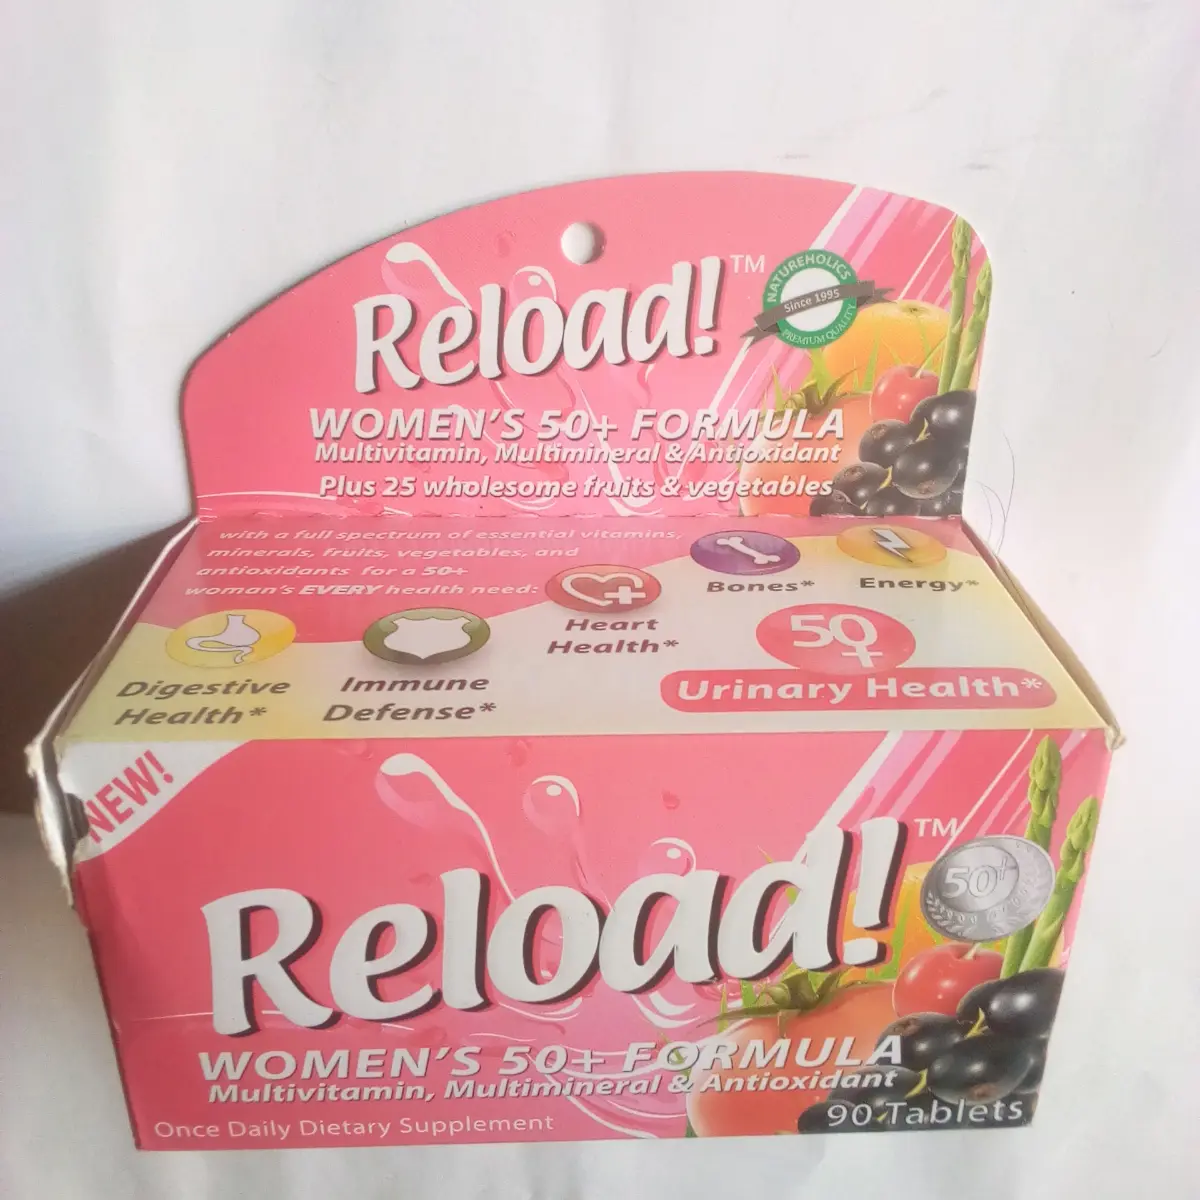 Reload!™
NATUREHOLICS
Since 1995
PREMIUM QUALITY
WOMEN'S 50+ FORMULA
Multivitamin, Multimineral & Antioxidant
Plus 25 wholesome fruits & vegetables
with a full spectrum of essential vitamins,
minerals, fruits, vegetables, and
antioxidants for a 50+
woman's EVERY health need:
Bones*
Energy*
Heart
Health*
50
Urinary Health*
Digestive
Health*
Immune
Defense*
NEW!
Reload!™
50+
WOMEN'S 50+ FORMULA
Multivitamin, Multimineral & Antioxidant
90 Tablets
Once Daily Dietary Supplement